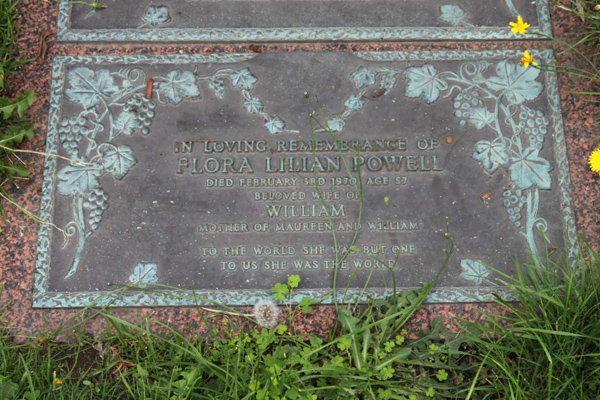 IN LOVING REMEMBRANCE OF
FLORA LILIAN POWELL
DIED FEBRUARY 3RD 1970 AGE 57
BELOVED WIFE OF
WILLIAM
MOTHER OF MAUREEN AND WILLIAM
TO THE WORLD SHE WAS BUT ONE
TO US SHE WAS THE WORLD